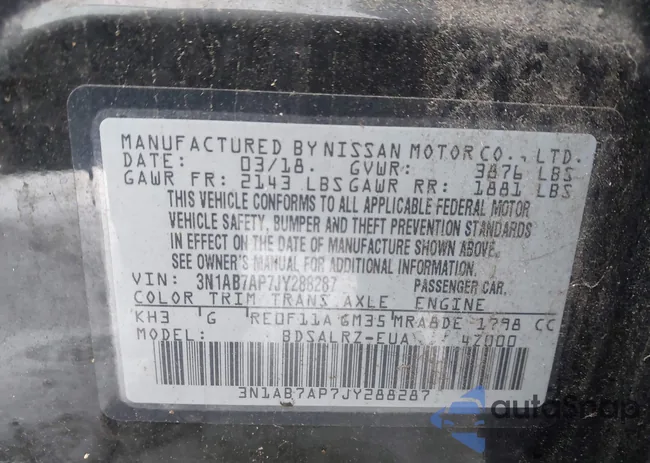 MANUFACTURED BY NISSAN MOTOR CO., LTD.
DATE: 03/18. GVWR: 3876 LBS
GAWR FR: 2143 LBS GAWR RR: 1881 LBS
THIS VEHICLE CONFORMS TO ALL APPLICABLE FEDERAL MOTOR
VEHICLE SAFETY, BUMPER AND THEFT PREVENTION STANDARDS
IN EFFECT ON THE DATE OF MANUFACTURE SHOWN ABOVE.
SEE OWNER'S MANUAL FOR ADDITIONAL INFORMATION.
VIN: 3N1AB7AP7JY288287 PASSENGER CAR.
COLOR TRIM TRANS AXLE ENGINE
KH3 G RE0F11A GM35 MRA8DE 1798 CC
BDSALRZ-EUA 4Z000
3N1AB7AP7JY288287
autoSnap